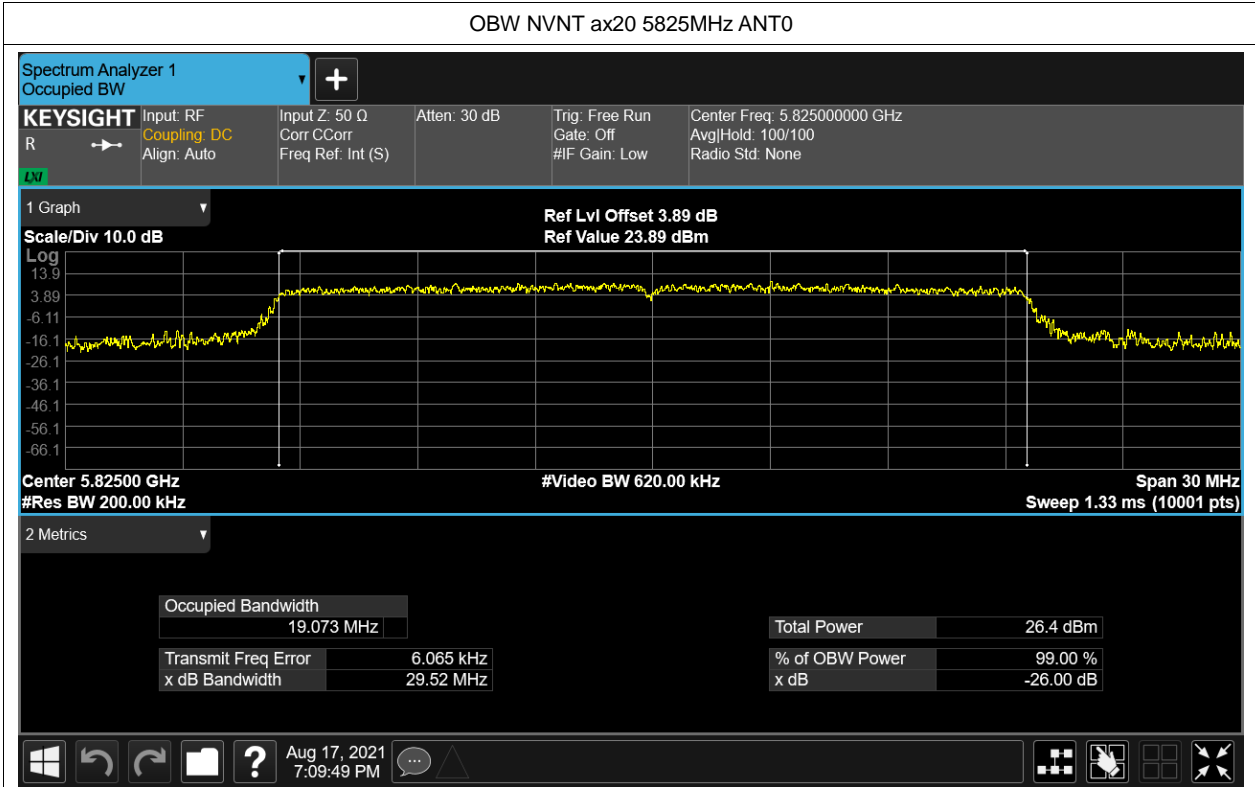 OBW NVNT ax20 5825MHz ANT0
Spectrum Analyzer 1
Occupied BW
KEYSIGHT
R
LXI
Input: RF
Coupling: DC
Align: Auto
Input Z: 50 Ω
Corr CCorr
Freq Ref: Int (S)
Atten: 30 dB
Trig: Free Run
Gate: Off
#IF Gain: Low
Center Freq: 5.825000000 GHz
Avg|Hold: 100/100
Radio Std: None
1 Graph
Scale/Div 10.0 dB
Ref Lvl Offset 3.89 dB
Ref Value 23.89 dBm
Log
13.9
3.89
-6.11
-16.1
-26.1
-36.1
-46.1
-56.1
-66.1
Center 5.82500 GHz
#Video BW 620.00 kHz
Span 30 MHz
#Res BW 200.00 kHz
Sweep 1.33 ms (10001 pts)
2 Metrics
Occupied Bandwidth
19.073 MHz
Total Power 26.4 dBm
Transmit Freq Error 6.065 kHz
% of OBW Power 99.00 %
x dB Bandwidth 29.52 MHz
x dB -26.00 dB
?
Aug 17, 2021
7:09:49 PM